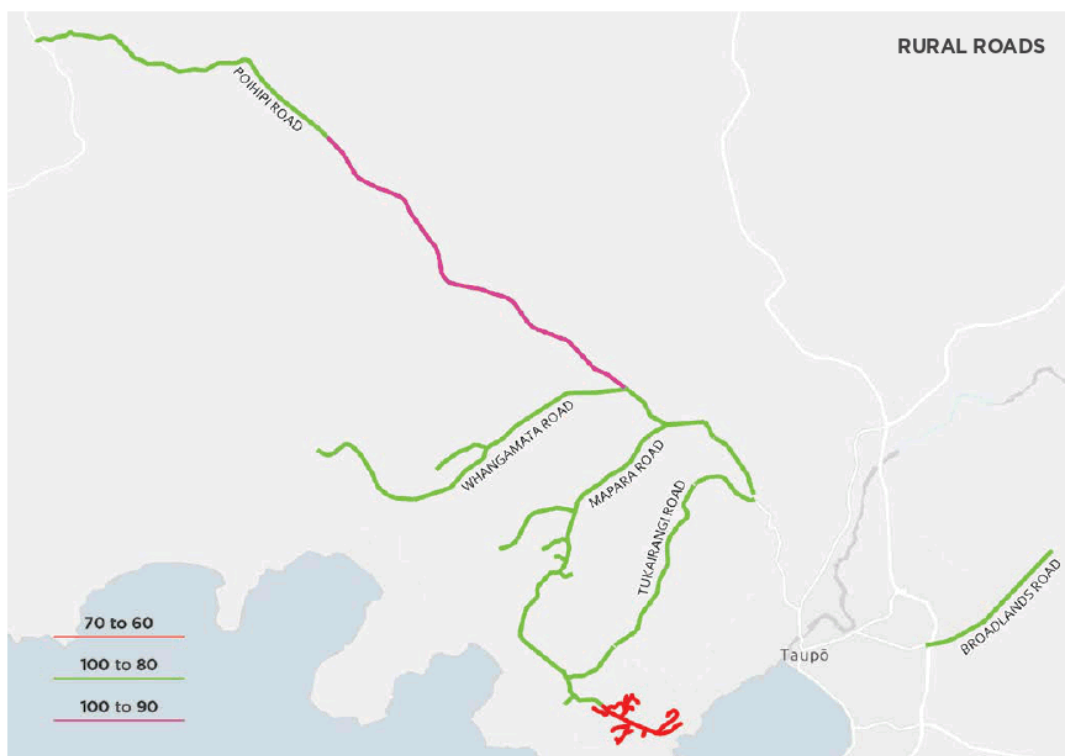 RURAL ROADS
POIHIPI ROAD
WHANGAMATA ROAD
MAPARA ROAD
TUKAIRANGI ROAD
BROADLANDS ROAD
Taupō
70 to 60
100 to 80
100 to 90